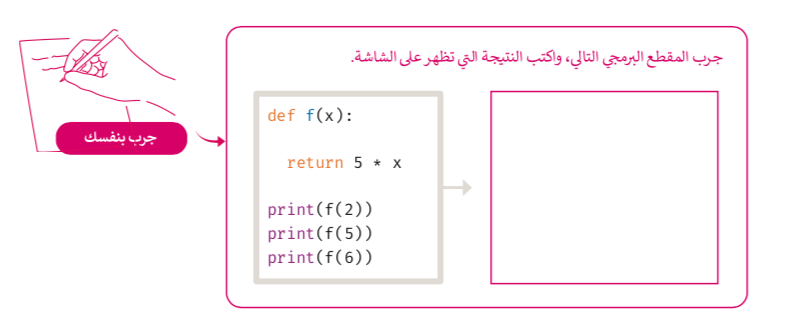 جرب المقطع البرمجي التالي، واكتب النتيجة التي تظهر على الشاشة.
جرب بنفسك
def f(x):
return 5 * x
print(f(2))
print(f(5))
print(f(6))